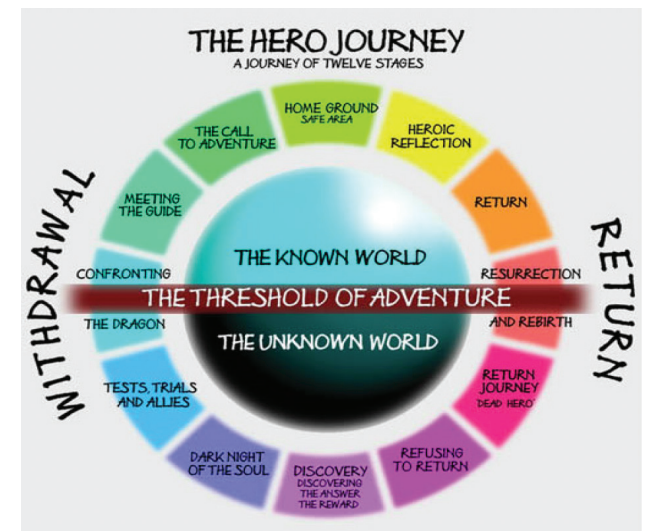 THE HERO JOURNEY
A JOURNEY OF TWELVE STAGES
HOME GROUND
SAFE AREA
HEROIC
REFLECTION
RETURN
RESURRECTION
AND REBIRTH
RETURN
JOURNEY
"DEAD HERO"
REFUSING
TO RETURN
DISCOVERY
DISCOVERING
THE ANSWER
THE REWARD
DARK NIGHT
OF THE SOUL
TESTS, TRIALS
AND ALLIES
CONFRONTING
THE DRAGON
MEETING
THE GUIDE
THE CALL
TO ADVENTURE
WITHDRAWAL
RETURN
THE KNOWN WORLD
THE THRESHOLD OF ADVENTURE
THE UNKNOWN WORLD